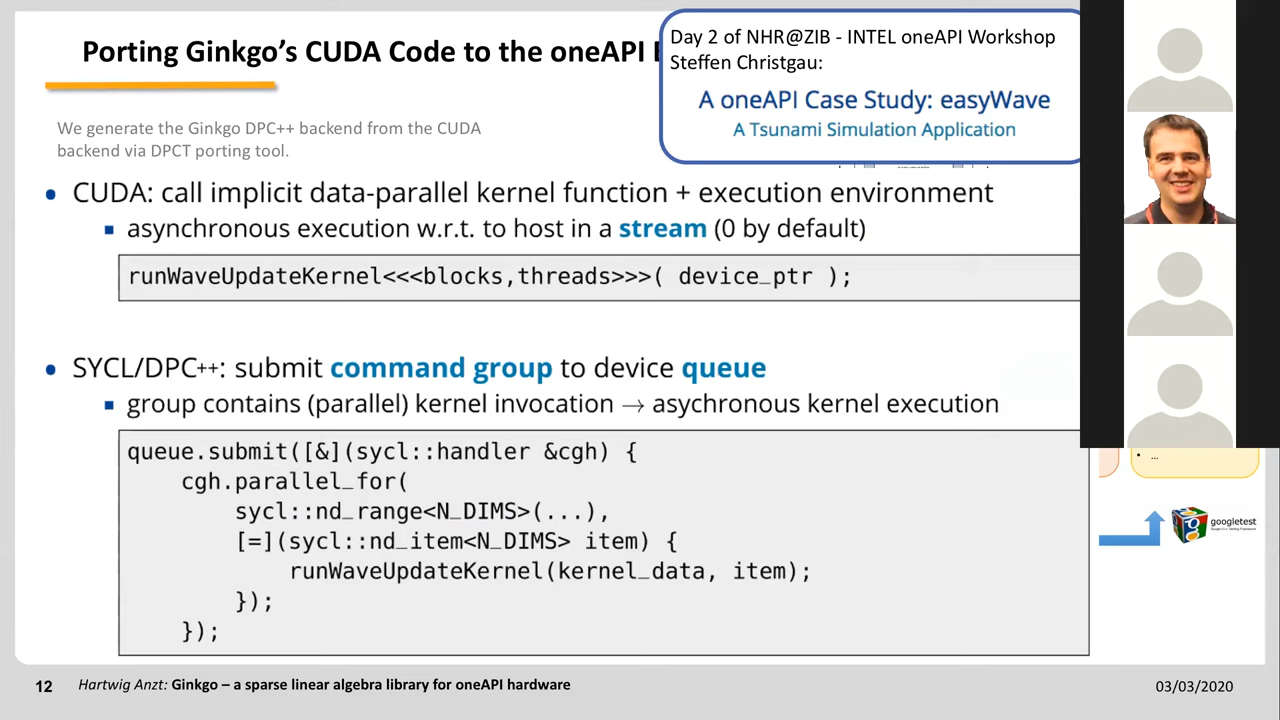 Porting Ginkgo's CUDA Code to the oneAPI
Day 2 of NHR@ZIB - INTEL oneAPI Workshop
Steffen Christgau:
A oneAPI Case Study: easyWave
A Tsunami Simulation Application
We generate the Ginkgo DPC++ backend from the CUDA
backend via DPCT porting tool.
• CUDA: call implicit data-parallel kernel function + execution environment
▪ asynchronous execution w.r.t. to host in a stream (0 by default)
runWaveUpdateKernel<<<blocks,threads>>>( device_ptr );
• SYCL/DPC++: submit command group to device queue
▪ group contains (parallel) kernel invocation → asychronous kernel execution
queue.submit([&](sycl::handler &cgh) {
cgh.parallel_for(
sycl::nd_range<N_DIMS>(...),
[=](sycl::nd_item<N_DIMS> item) {
runWaveUpdateKernel(kernel_data, item);
});
});
• ...
googletest
12
Hartwig Anzt: Ginkgo – a sparse linear algebra library for oneAPI hardware
03/03/2020